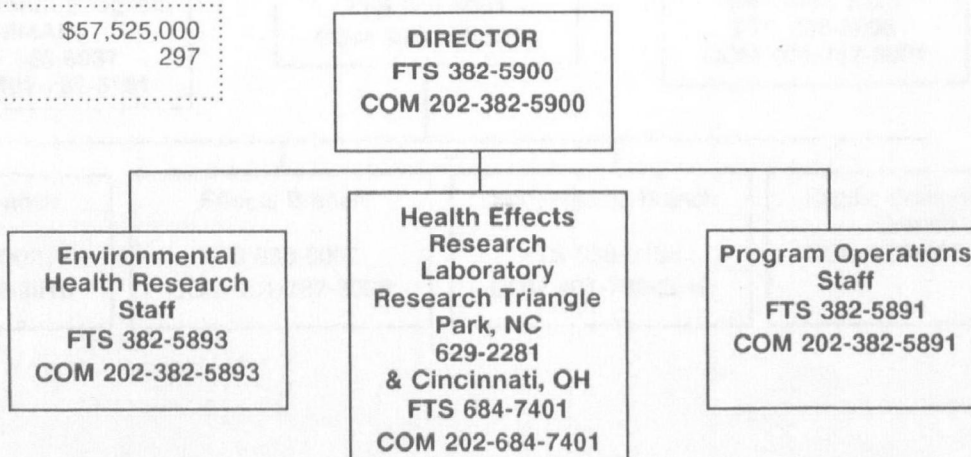 $57,525,000
297
DIRECTOR
FTS 382-5900
COM 202-382-5900
Environmental
Health Research
Staff
FTS 382-5893
COM 202-382-5893
Health Effects
Research
Laboratory
Research Triangle
Park, NC
629-2281
& Cincinnati, OH
FTS 684-7401
COM 202-684-7401
Program Operations
Staff
FTS 382-5891
COM 202-382-5891